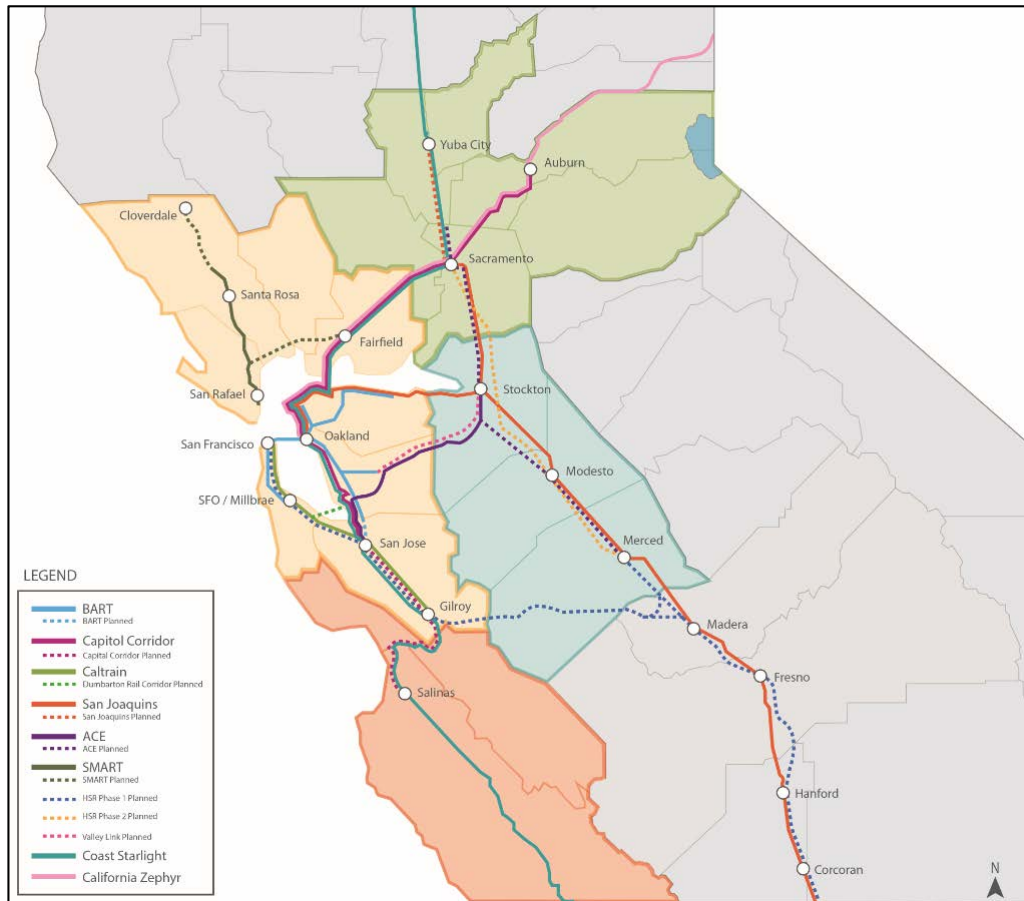 Yuba City
Auburn
Cloverdale
Sacramento
Santa Rosa
Fairfield
San Rafael
Stockton
Oakland
San Francisco
Modesto
SFO / Millbrae
San Jose
Merced
Gilroy
Madera
Fresno
Salinas
Hanford
Corcoran
N
LEGEND
BART
BART Planned
Capitol Corridor
Capital Corridor Planned
Caltrain
Dumbarton Rail Corridor Planned
San Joaquins
San Joaquins Planned
ACE
ACE Planned
SMART
SMART Planned
HSR Phase 1 Planned
HSR Phase 2 Planned
Valley Link Planned
Coast Starlight
California Zephyr